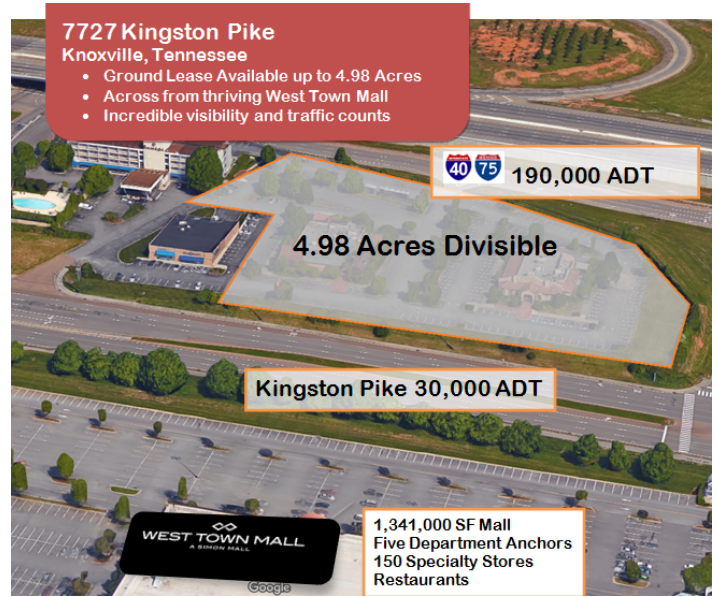 7727 Kingston Pike
Knoxville, Tennessee
• Ground Lease Available up to 4.98 Acres
• Across from thriving West Town Mall
• Incredible visibility and traffic counts
INTERSTATE 40 INTERSTATE 75 190,000 ADT
4.98 Acres Divisible
Kingston Pike 30,000 ADT
WEST TOWN MALL
A SIMON MALL
1,341,000 SF Mall
Five Department Anchors
150 Specialty Stores
Restaurants
Google